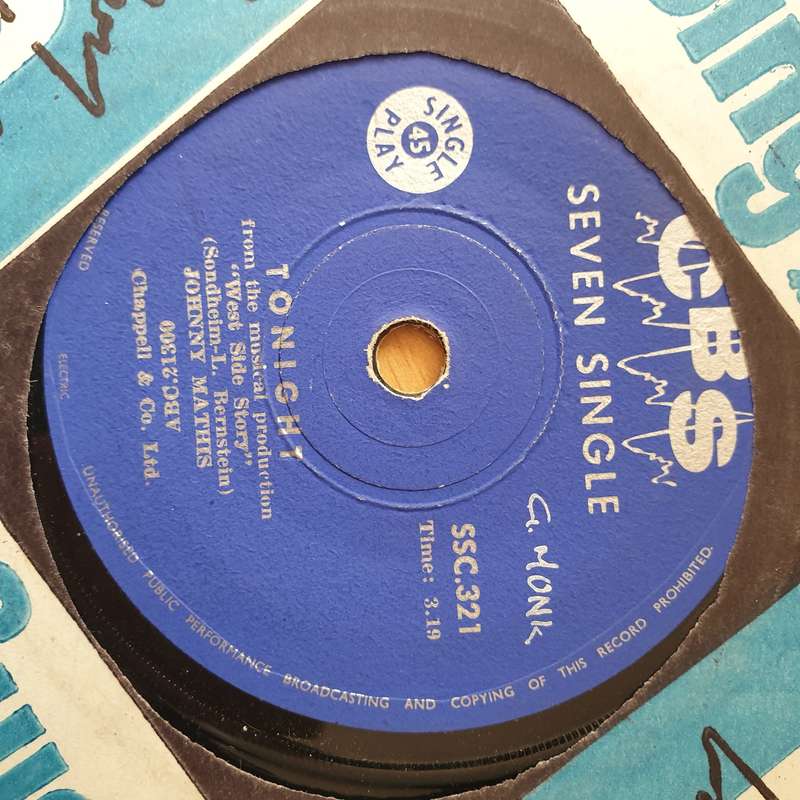 CBS
SEVEN SINGLE
SINGLE
45
PLAY
G. MONK
SSC.321
Time: 3.19
TONIGHT
from the musical production
"West Side Story"
(Sondheim-L. Bernstein)
JOHNNY MATHIS
ABC.21300
Chappell & Co. Ltd.
RESERVED
ELECTRIC
UNAUTHORISED PUBLIC PERFORMANCE BROADCASTING AND COPYING OF THIS RECORD PROHIBITED.